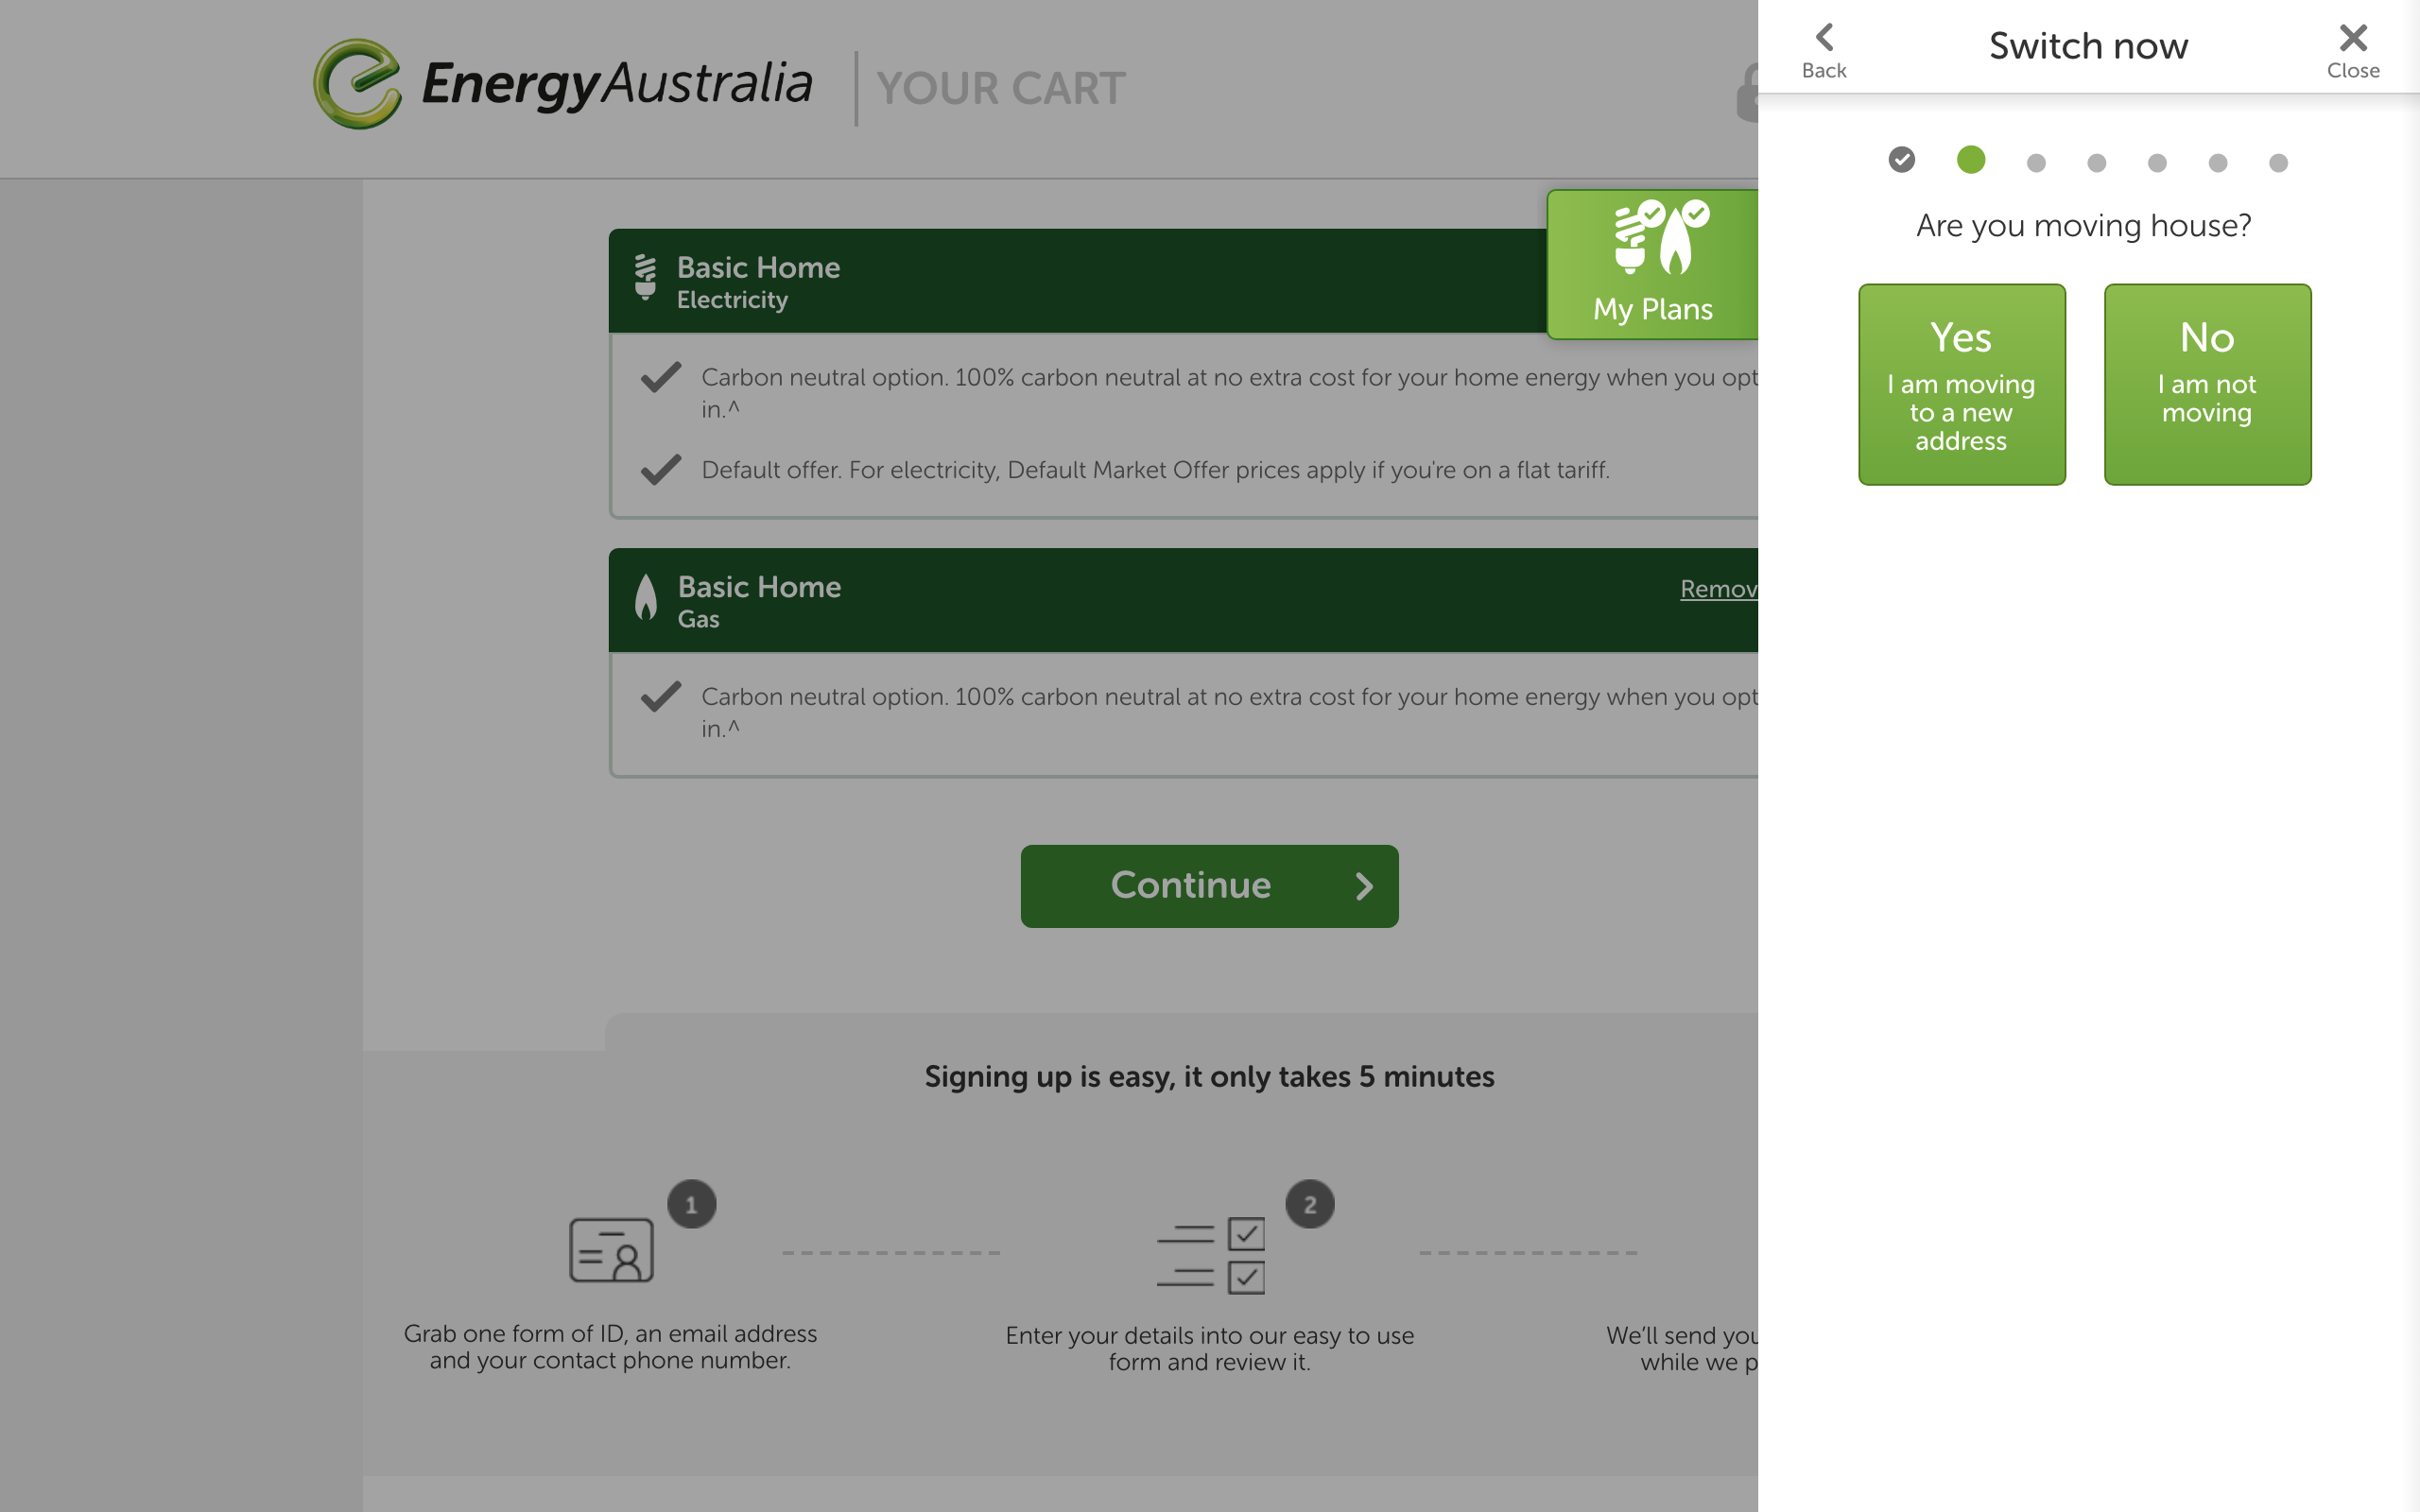 EnergyAustralia
YOUR CART
Basic Home
Electricity
Carbon neutral option. 100% carbon neutral at no extra cost for your home energy when you opt
in.^
Default offer. For electricity, Default Market Offer prices apply if you're on a flat tariff.
My Plans
Basic Home
Gas
Remov
Carbon neutral option. 100% carbon neutral at no extra cost for your home energy when you opt
in.^
Continue
Signing up is easy, it only takes 5 minutes
1
Grab one form of ID, an email address
and your contact phone number.
2
Enter your details into our easy to use
form and review it.
We'll send you
while we p
Back
Switch now
Close
Are you moving house?
Yes
I am moving
to a new
address
No
I am not
moving